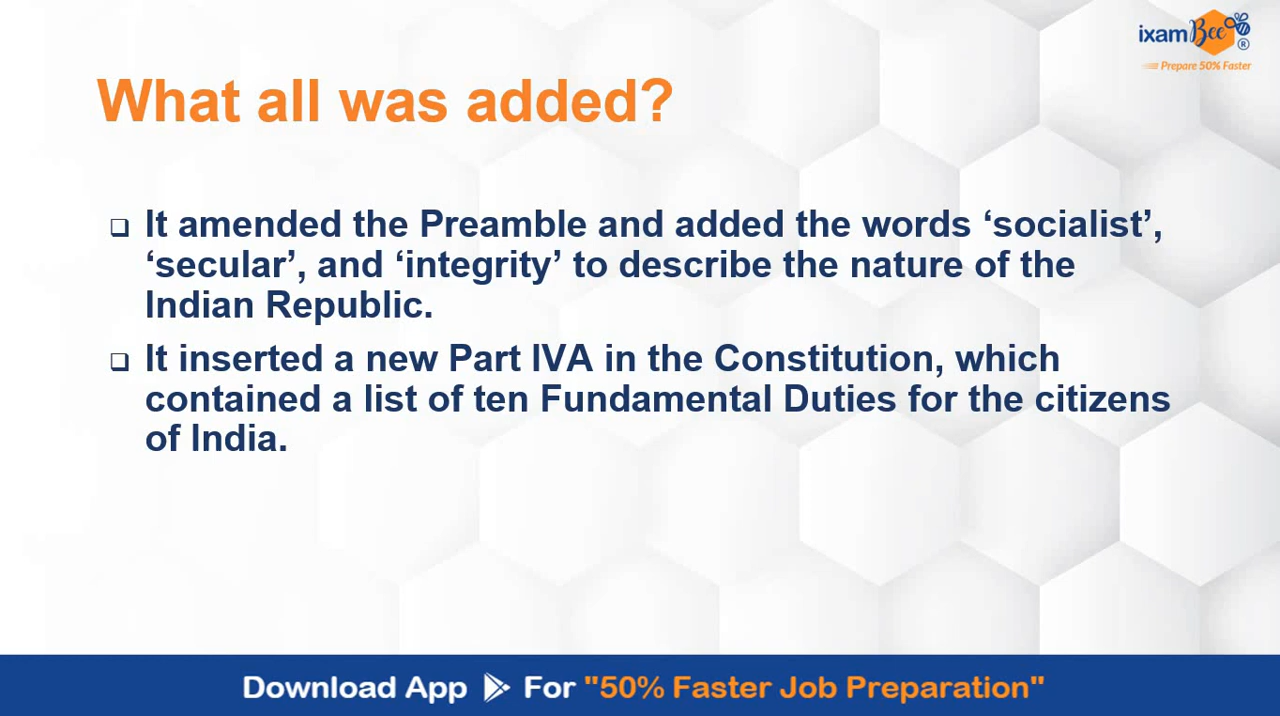 ixamBee®
Prepare 50% Faster
What all was added?
❑ It amended the Preamble and added the words ‘socialist’,
‘secular’, and ‘integrity’ to describe the nature of the
Indian Republic.
❑ It inserted a new Part IVA in the Constitution, which
contained a list of ten Fundamental Duties for the citizens
of India.
Download App For "50% Faster Job Preparation"